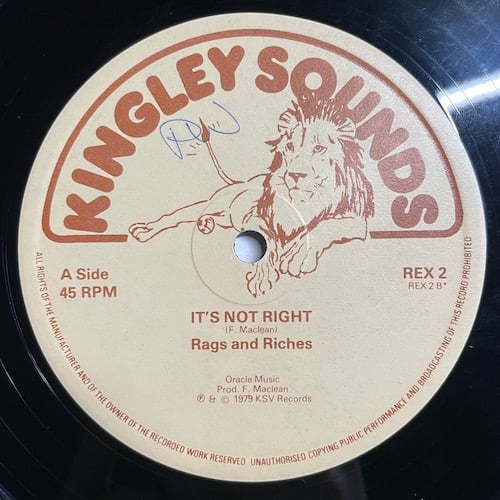 KINGLEY SOUNDS
A Side
45 RPM
REX 2
REX 2 B*
IT'S NOT RIGHT
(F. Maclean)
Rags and Riches
Oracle Music
Prod. F. Maclean
℗ & © 1979 KSV Records
ALL RIGHTS OF THE MANUFACTURER AND OF THE OWNER OF THE RECORDED WORK RESERVED UNAUTHORISED COPYING PUBLIC PERFORMANCE AND BROADCASTING OF THIS RECORD PROHIBITED